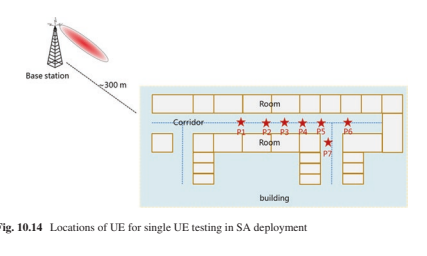 Base station
~300 m
Room
Corridor
P1 P2 P3 P4 P5 P6
Room
P7
building
Fig. 10.14 Locations of UE for single UE testing in SA deployment